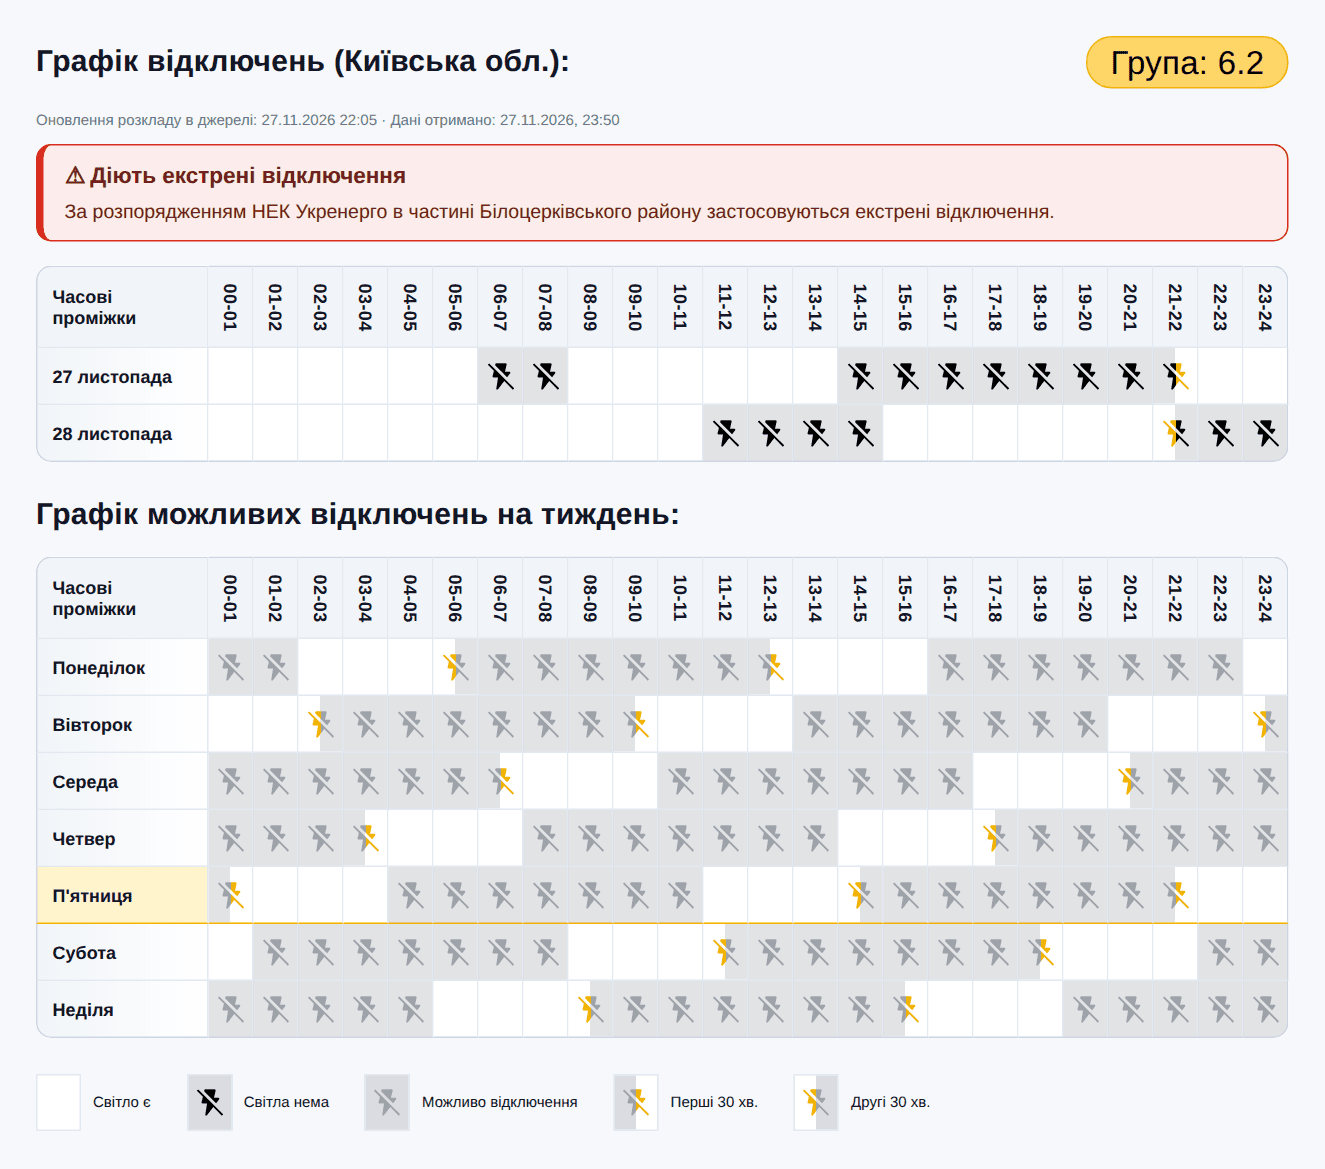 Графік відключень (Київська обл.):
Група: 6.2
Оновлення розкладу в джерелі: 27.11.2026 22:05 · Дані отримано: 27.11.2026, 23:50
⚠ Діють екстрені відключення
За розпорядженням НЕК Укренерго в частині Білоцерківського району застосовуються екстрені відключення.
Часові
проміжки
00-01 01-02 02-03 03-04 04-05 05-06 06-07 07-08 08-09 09-10 10-11 11-12 12-13 13-14 14-15 15-16 16-17 17-18 18-19 19-20 20-21 21-22 22-23 23-24
27 листопада
28 листопада
Графік можливих відключень на тиждень:
Часові
проміжки
00-01 01-02 02-03 03-04 04-05 05-06 06-07 07-08 08-09 09-10 10-11 11-12 12-13 13-14 14-15 15-16 16-17 17-18 18-19 19-20 20-21 21-22 22-23 23-24
Понеділок
Вівторок
Середа
Четвер
П'ятниця
Субота
Неділя
Світло є
Світла нема
Можливо відключення
Перші 30 хв.
Другі 30 хв.